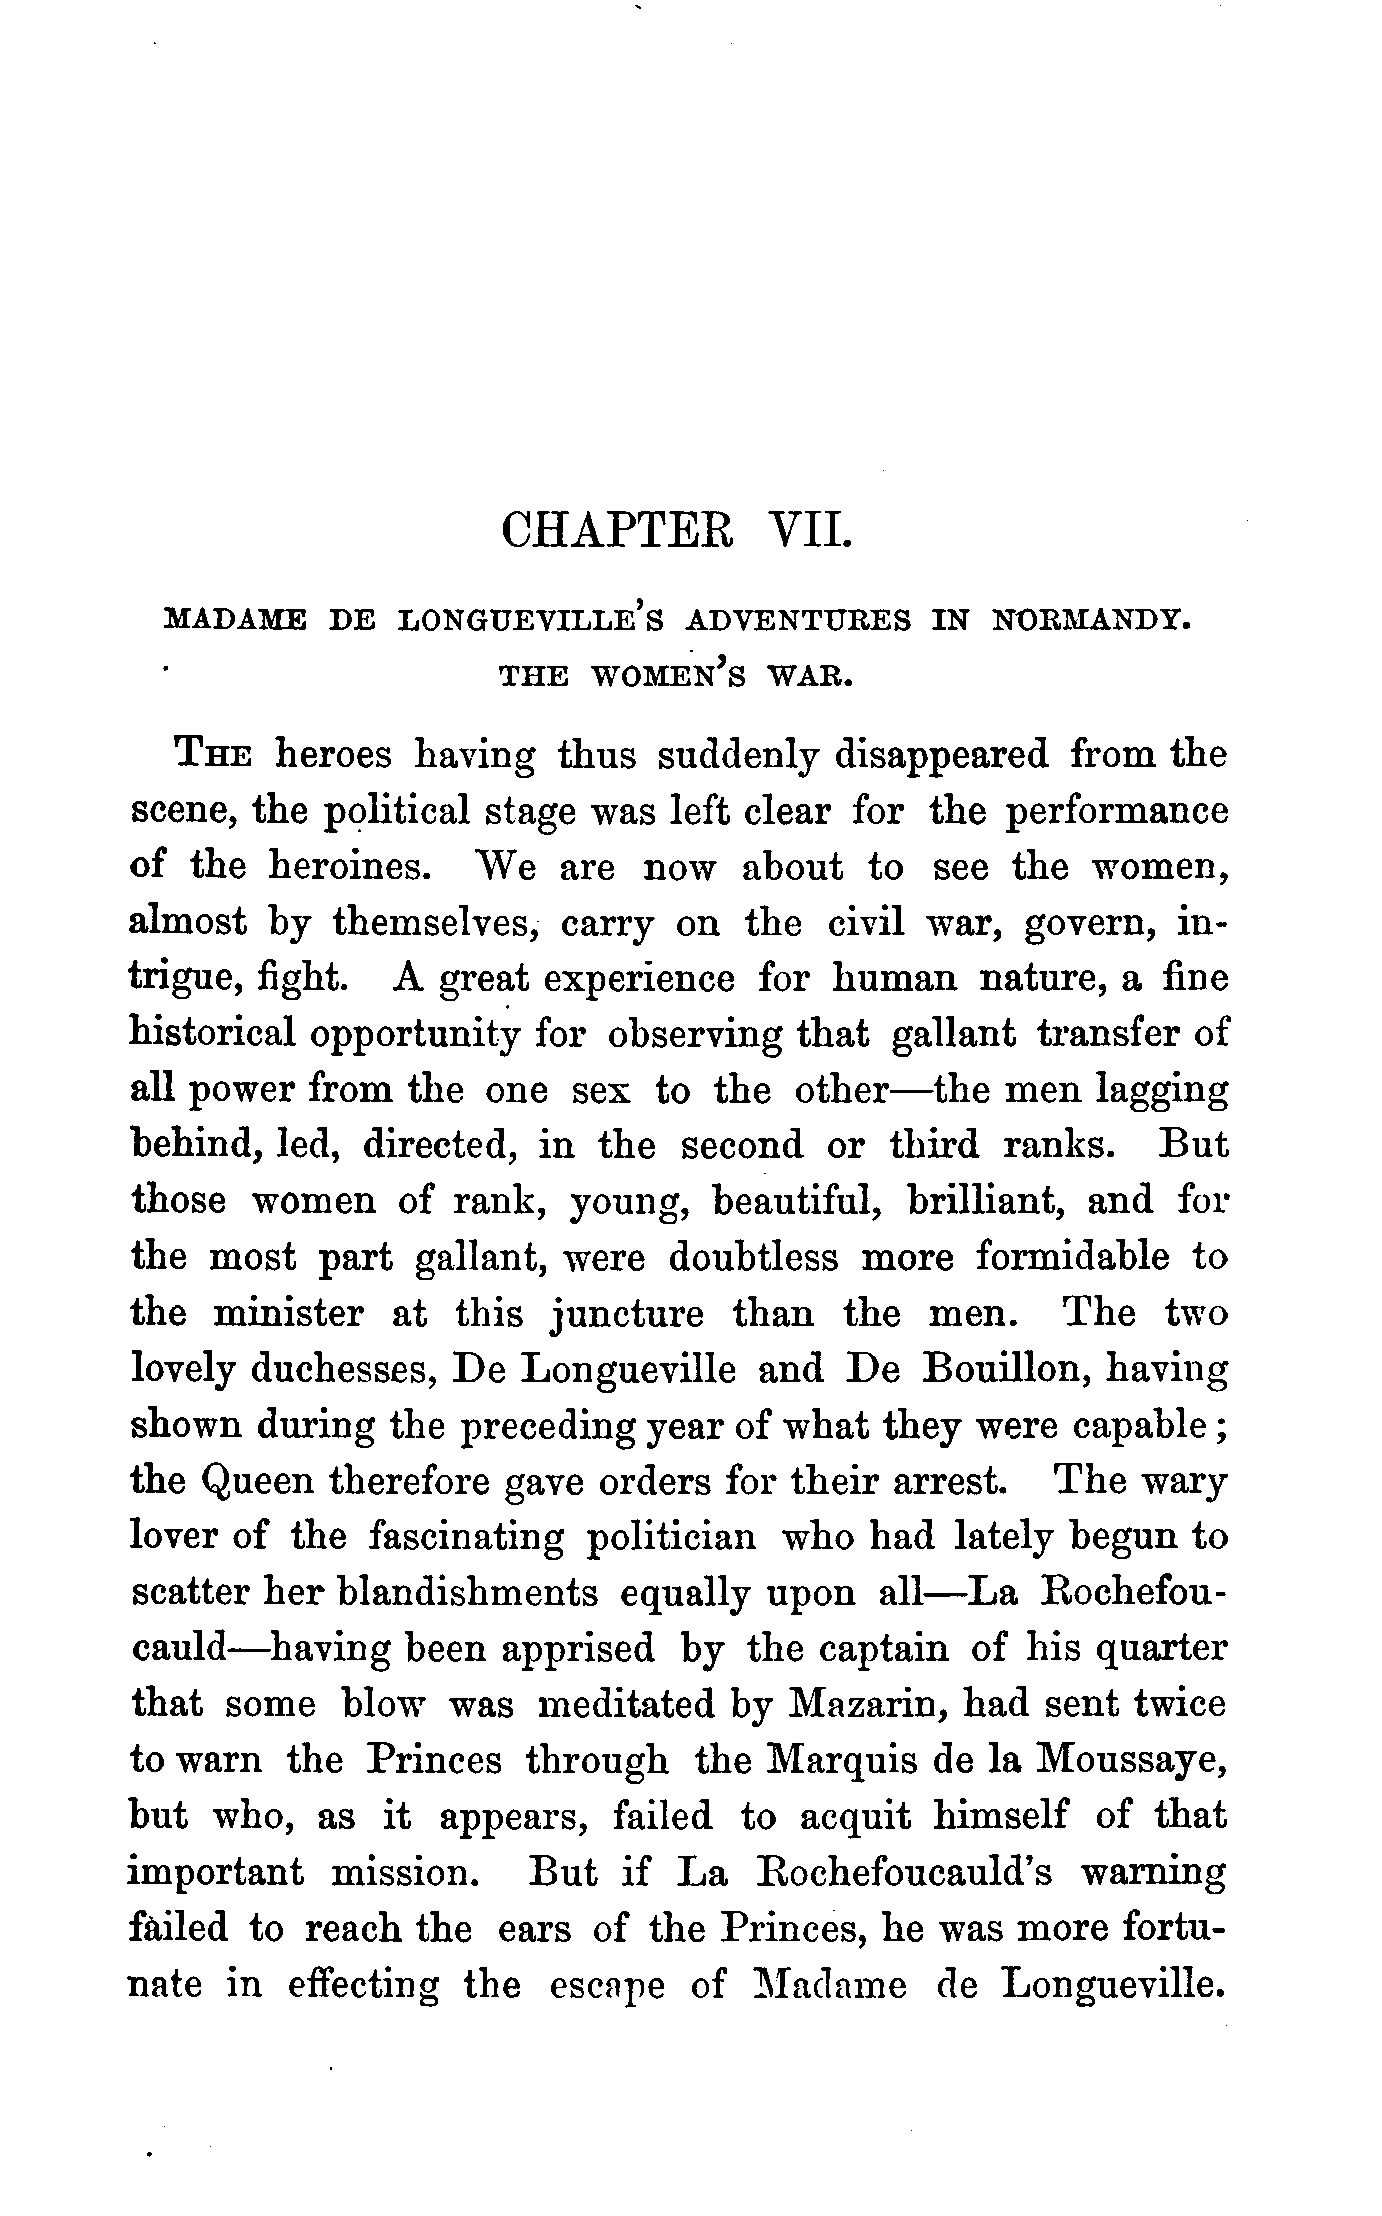 CHAPTER VII.
MADAME DE LONGUEVILLE'S ADVENTURES IN NORMANDY.
THE WOMEN'S WAR.
THE heroes having thus suddenly disappeared from the
scene, the political stage was left clear for the performance
of the heroines. We are now about to see the women,
almost by themselves, carry on the civil war, govern, in-
trigue, fight. A great experience for human nature, a fine
historical opportunity for observing that gallant transfer of
all power from the one sex to the other—the men lagging
behind, led, directed, in the second or third ranks. But
those women of rank, young, beautiful, brilliant, and for
the most part gallant, were doubtless more formidable to
the minister at this juncture than the men. The two
lovely duchesses, De Longueville and De Bouillon, having
shown during the preceding year of what they were capable;
the Queen therefore gave orders for their arrest. The wary
lover of the fascinating politician who had lately begun to
scatter her blandishments equally upon all—La Rochefou-
cauld—having been apprised by the captain of his quarter
that some blow was meditated by Mazarin, had sent twice
to warn the Princes through the Marquis de la Moussaye,
but who, as it appears, failed to acquit himself of that
important mission. But if La Rochefoucauld's warning
failed to reach the ears of the Princes, he was more fortu-
nate in effecting the escape of Madame de Longueville.